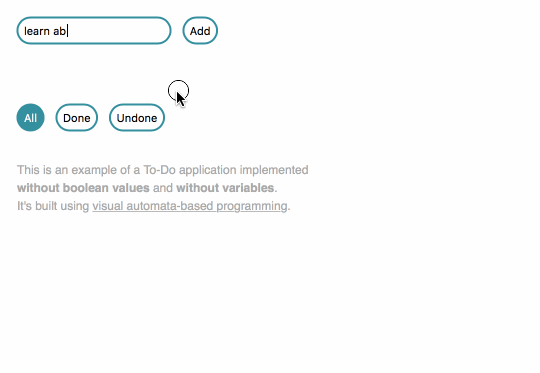 learn ab
Add
All
Done
Undone
This is an example of a To-Do application implemented
without boolean values and without variables.
It's built using visual automata-based programming.